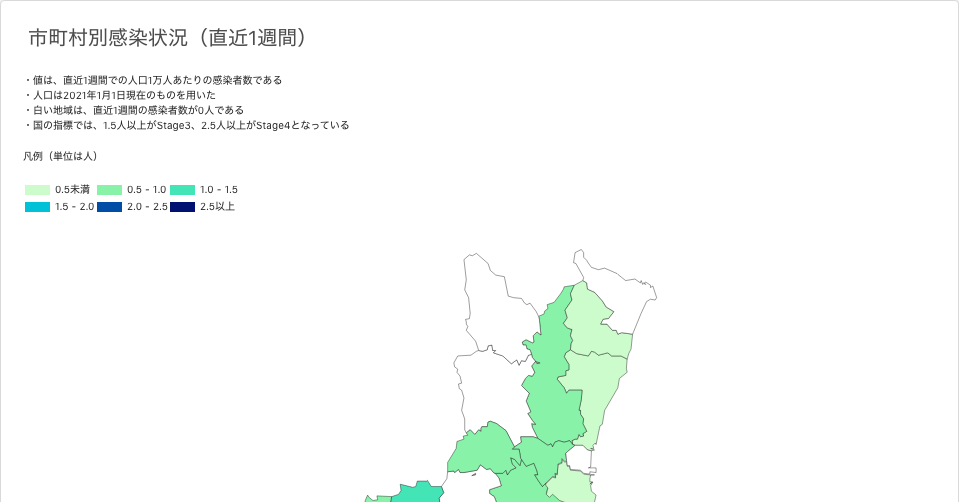 市町村別感染状況（直近1週間）
・値は、直近1週間での人口1万人あたりの感染者数である
・人口は2021年1月1日現在のものを用いた
・白い地域は、直近1週間の感染者数が0人である
・国の指標では、1.5人以上がStage3、2.5人以上がStage4となっている
凡例（単位は人）
0.5未満 0.5 - 1.0 1.0 - 1.5
1.5 - 2.0 2.0 - 2.5 2.5以上